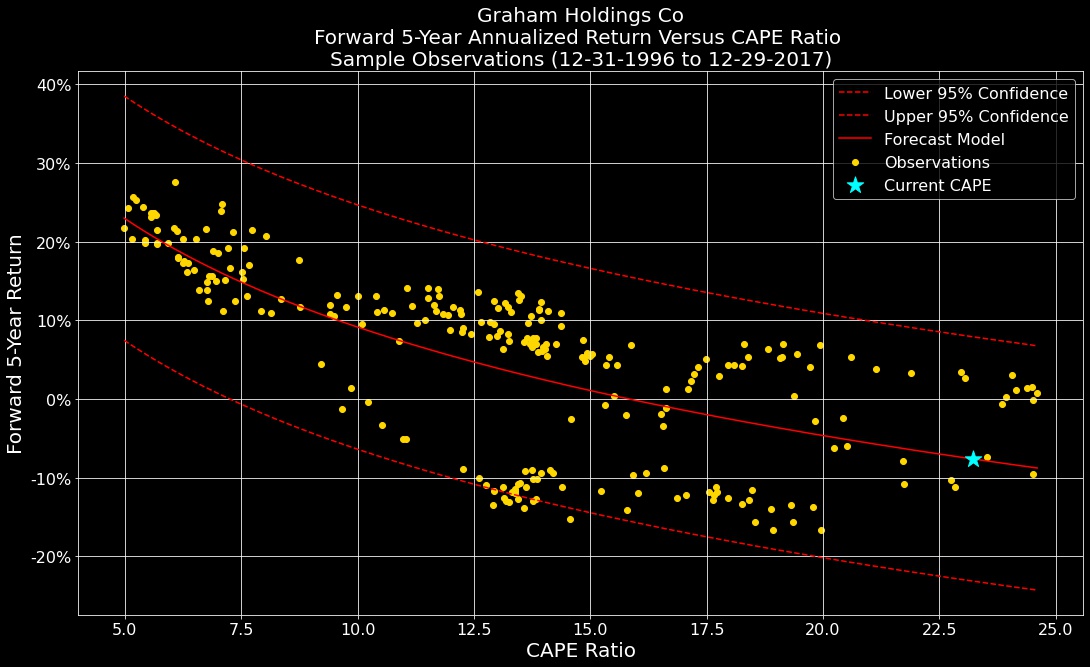 Graham Holdings Co
Forward 5-Year Annualized Return Versus CAPE Ratio
Sample Observations (12-31-1996 to 12-29-2017)
Lower 95% Confidence
Upper 95% Confidence
Forecast Model
Observations
Current CAPE
Forward 5-Year Return
40%
30%
20%
10%
0%
-10%
-20%
5.0 7.5 10.0 12.5 15.0 17.5 20.0 22.5 25.0
CAPE Ratio